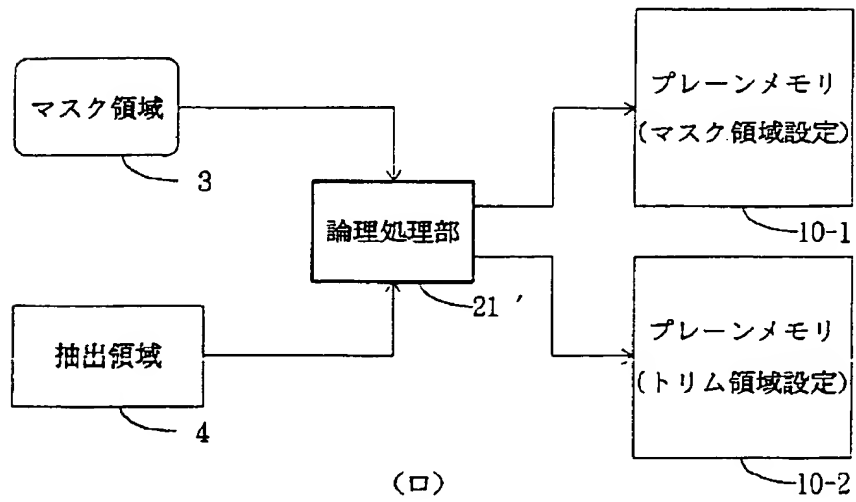 マスク領域
3
抽出領域
4
論理処理部
21′
プレーンメモリ
(マスク領域設定)
10-1
プレーンメモリ
(トリム領域設定)
10-2
(ロ)